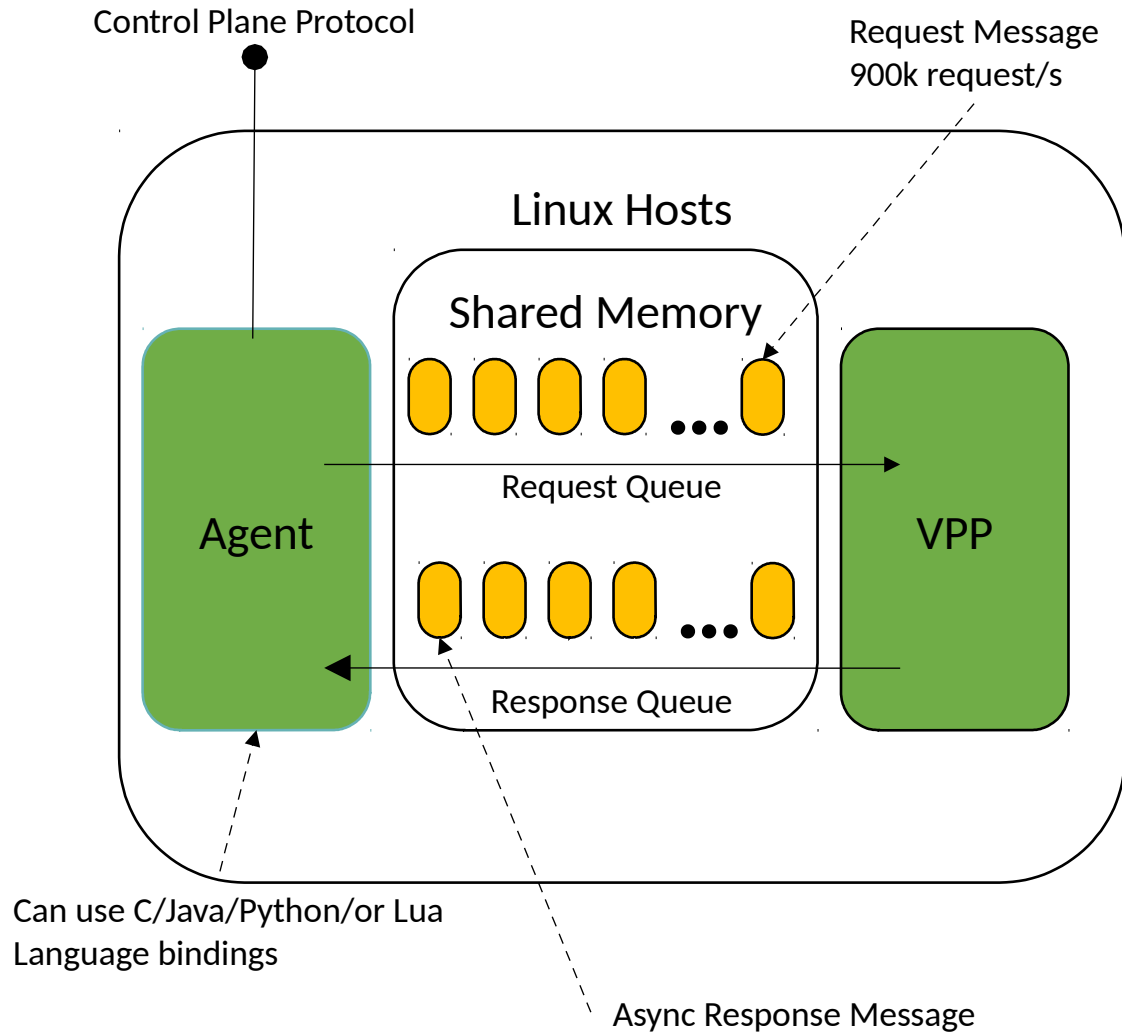 Control Plane Protocol
Request Message
900k request/s
Linux Hosts
Shared Memory
Request Queue
Agent
VPP
Response Queue
Can use C/Java/Python/or Lua
Language bindings
Async Response Message